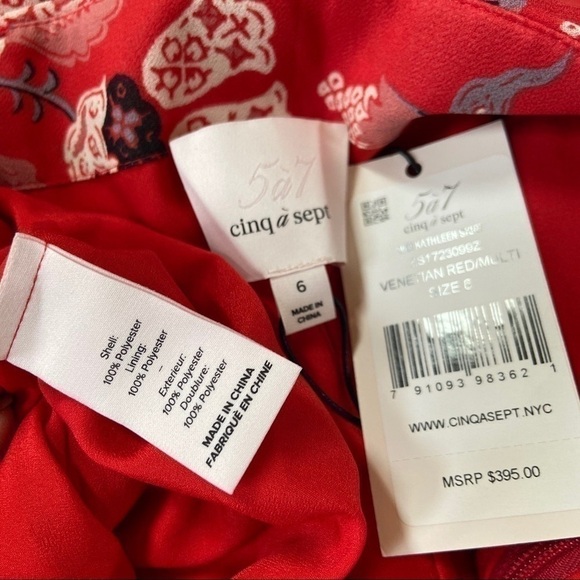 5à7
cinq à sept
6
MADE IN
CHINA
Shell:
100% Polyester
Lining:
100% Polyester
-
Exterieur:
100% Polyester
Doublure:
100% Polyester
MADE IN CHINA
FABRIQUÉ EN CHINE
5à7
cinq à sept
KATHLEEN
VENETIAN RED/MULTI
SIZE 6
7 91093 98362 1
WWW.CINQASEPT.NYC
MSRP $395.00